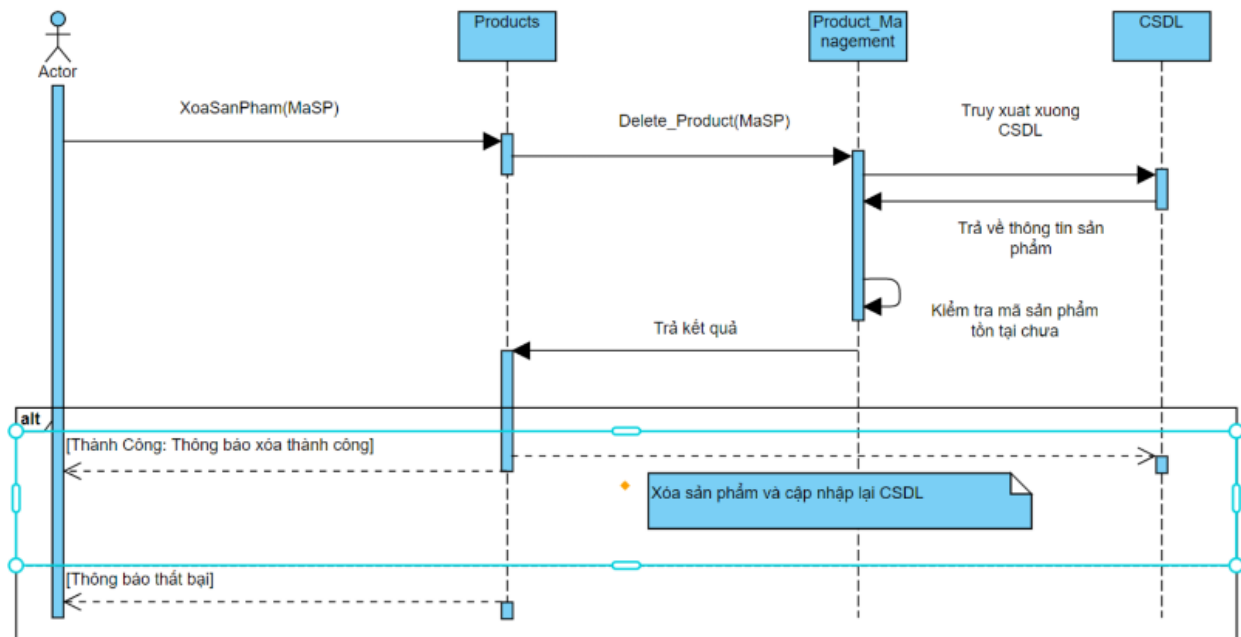 Products
Product_Ma
nagement
CSDL
Actor
XoaSanPham(MaSP)
Delete_Product(MaSP)
Truy xuat xuong
CSDL
Trả về thông tin sản
phẩm
Kiểm tra mã sản phẩm
tồn tại chưa
Trả kết quả
alt
[Thành Công: Thông báo xóa thành công]
Xóa sản phẩm và cập nhập lại CSDL
[Thông báo thất bại]